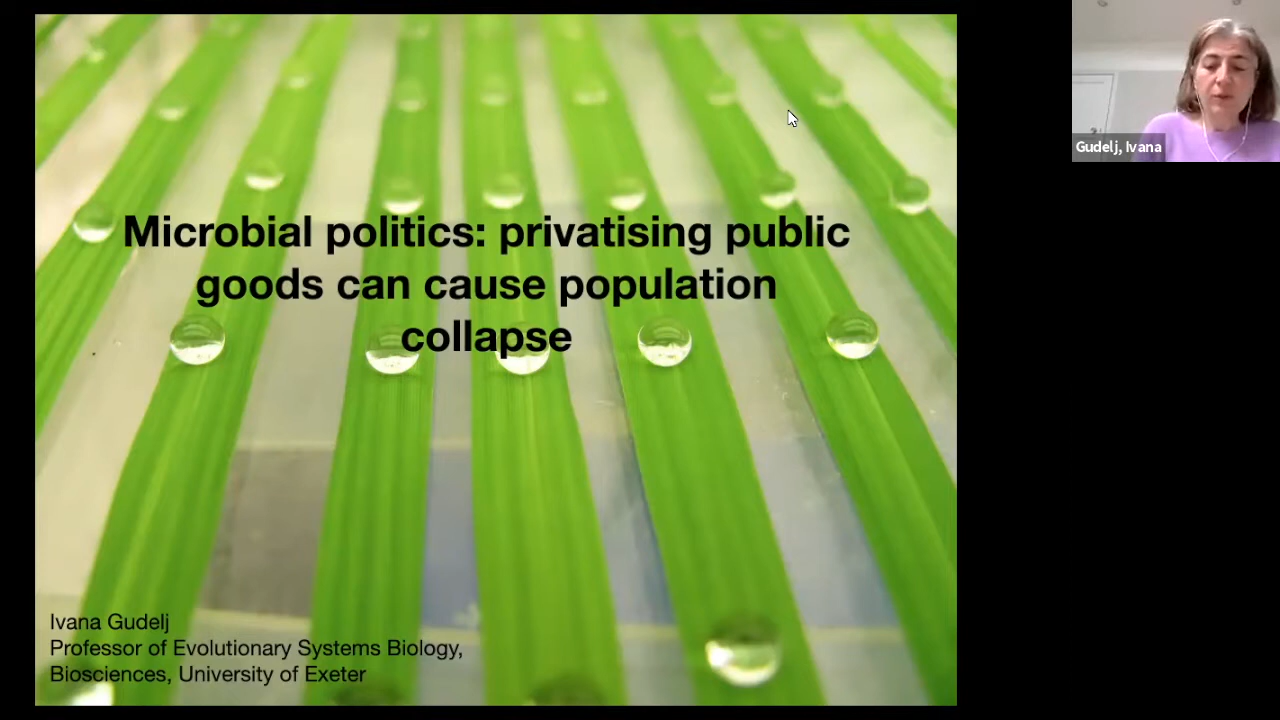 Microbial politics: privatising public
goods can cause population
collapse
Ivana Gudelj
Professor of Evolutionary Systems Biology,
Biosciences, University of Exeter
Gudelj, Ivana